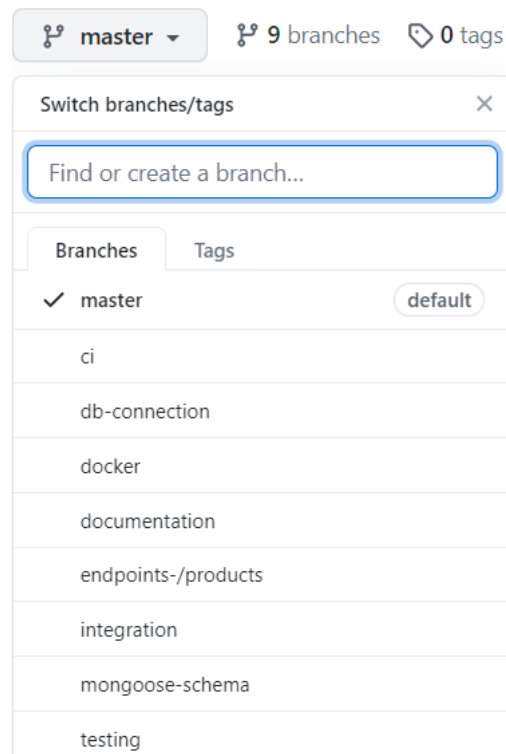 master 9 branches 0 tags
Switch branches/tags
Find or create a branch...
Branches Tags
master default
ci
db-connection
docker
documentation
endpoints-/products
integration
mongoose-schema
testing